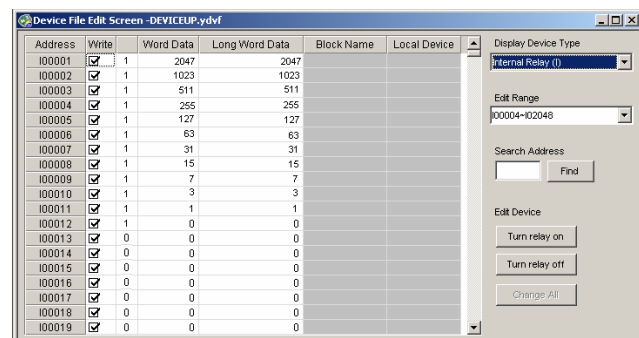 Device File Edit Screen -DEVICEUP.ydvf
Address Write Word Data Long Word Data Block Name Local Device
I00001 1 2047 2047
I00002 1 1023 1023
I00003 1 511 511
I00004 1 255 255
I00005 1 127 127
I00006 1 63 63
I00007 1 31 31
I00008 1 15 15
I00009 1 7 7
I00010 1 3 3
I00011 1 1 1
I00012 1 0 0
I00013 0 0 0
I00014 0 0 0
I00015 0 0 0
I00016 0 0 0
I00017 0 0 0
I00018 0 0 0
I00019 0 0 0
Display Device Type
Internal Relay (I)
Edit Range
I00004~I02048
Search Address
Find
Edit Device
Turn relay on
Turn relay off
Change All